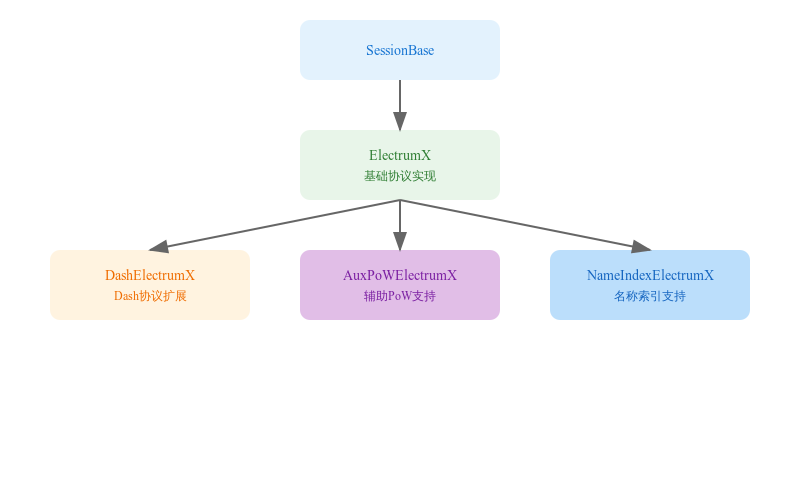 SessionBase
ElectrumX
基础协议实现
DashElectrumX
Dash协议扩展
AuxPoWElectrumX
辅助PoW支持
NameIndexElectrumX
名称索引支持